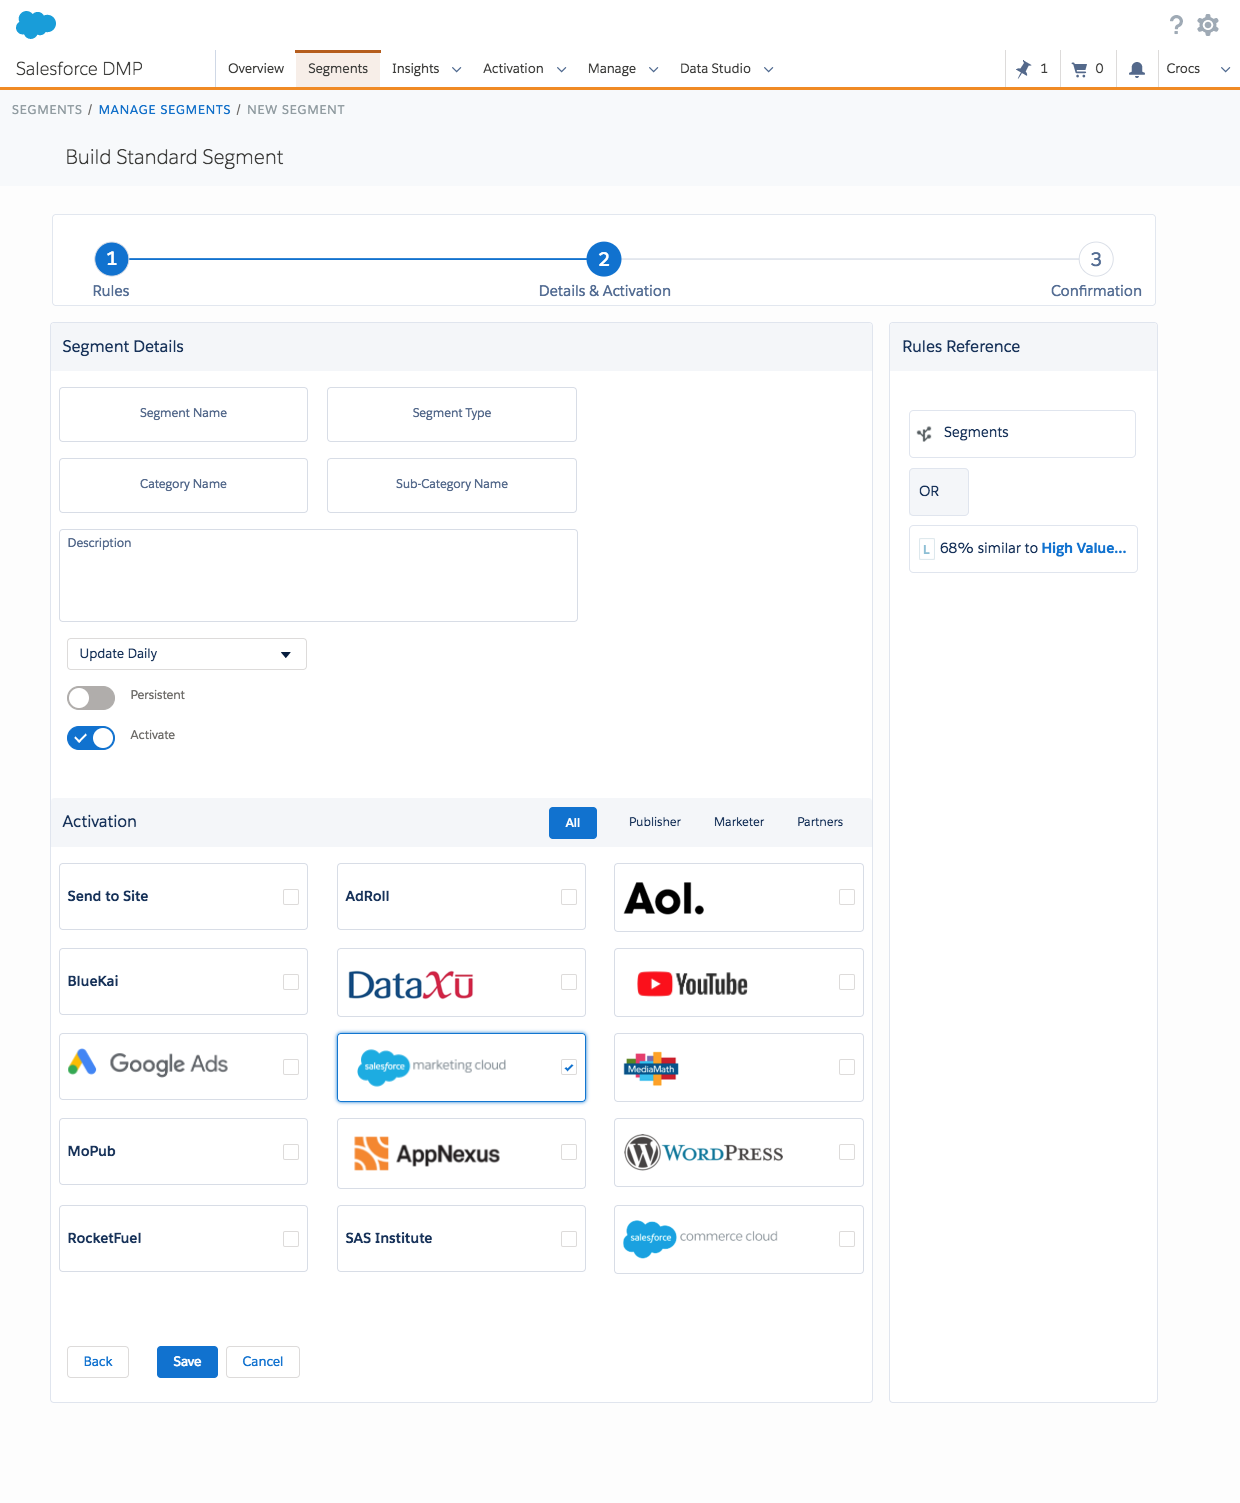 Salesforce DMP
Overview Segments Insights Activation Manage Data Studio 1 0 Crocs
SEGMENTS / MANAGE SEGMENTS / NEW SEGMENT
Build Standard Segment
1 2 3
Rules Details & Activation Confirmation
Segment Details
Segment Name Segment Type
Category Name Sub-Category Name
Description
Update Daily
Persistent
Activate
Rules Reference
Segments
OR
L 68% similar to High Value...
Activation All Publisher Marketer Partners
Send to Site AdRoll Aol.
BlueKai DataXū YouTube
Google Ads salesforce marketing cloud MediaMath
MoPub AppNexus WORDPRESS
RocketFuel SAS Institute salesforce commerce cloud
Back Save Cancel